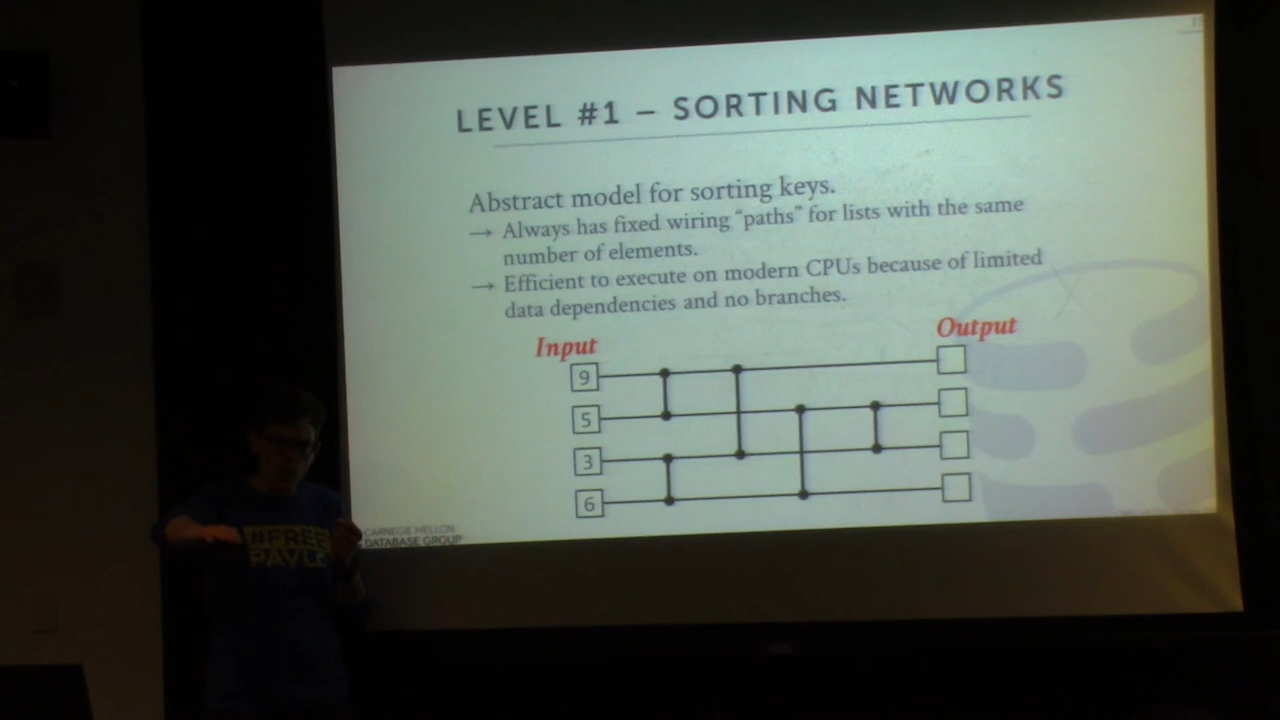 LEVEL #1 – SORTING NETWORKS
Abstract model for sorting keys.
→ Always has fixed wiring “paths” for lists with the same
number of elements.
→ Efficient to execute on modern CPUs because of limited
data dependencies and no branches.
Input
Output
9
5
3
6
#FREE
PAVLO
CARNEGIE MELLON
DATABASE GROUP